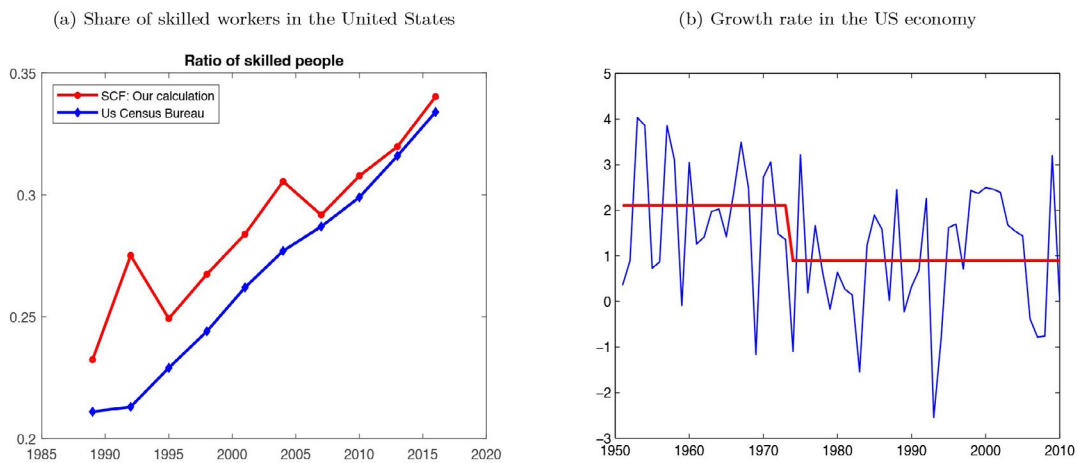 (a) Share of skilled workers in the United States
Ratio of skilled people
0.35
0.3
0.25
0.2
SCF: Our calculation
Us Census Bureau
1985 1990 1995 2000 2005 2010 2015 2020
(b) Growth rate in the US economy
5
4
3
2
1
0
−1
−2
−3
1950 1960 1970 1980 1990 2000 2010